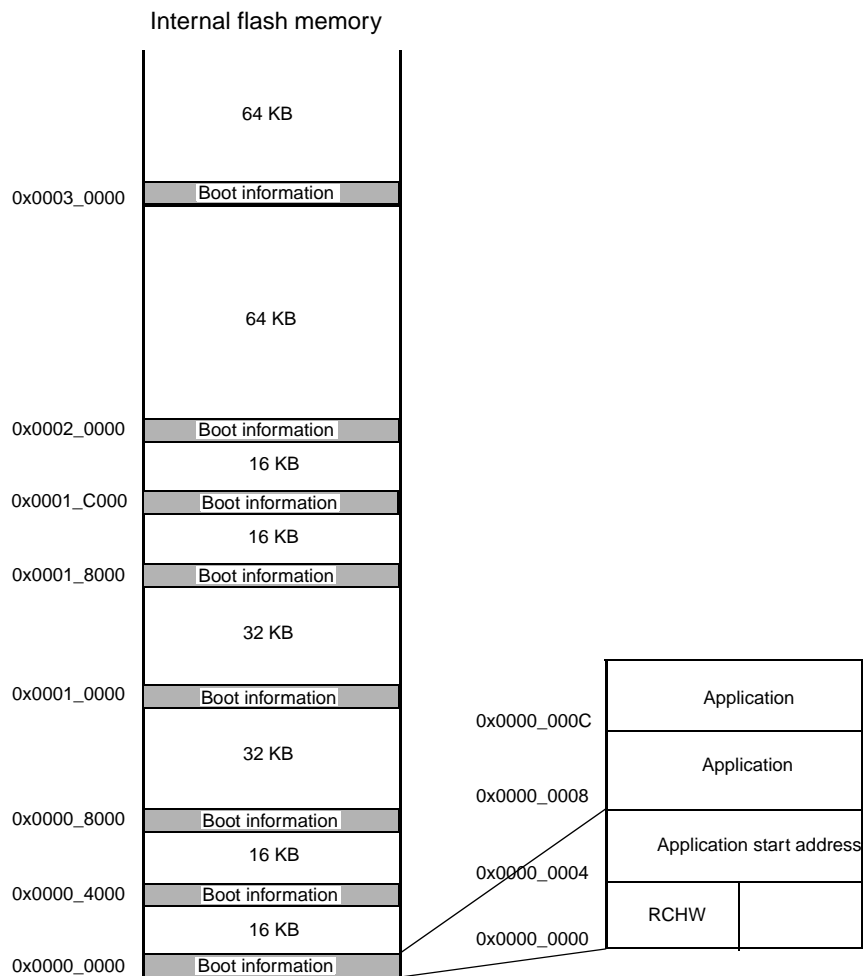 Internal flash memory
64 KB
0x0003_0000
Boot information
64 KB
0x0002_0000
Boot information
16 KB
0x0001_C000
Boot information
16 KB
0x0001_8000
Boot information
32 KB
0x0001_0000
Boot information
32 KB
0x0000_8000
Boot information
16 KB
0x0000_4000
Boot information
16 KB
0x0000_0000
Boot information
Application
0x0000_000C
Application
0x0000_0008
Application start address
0x0000_0004
RCHW
0x0000_0000